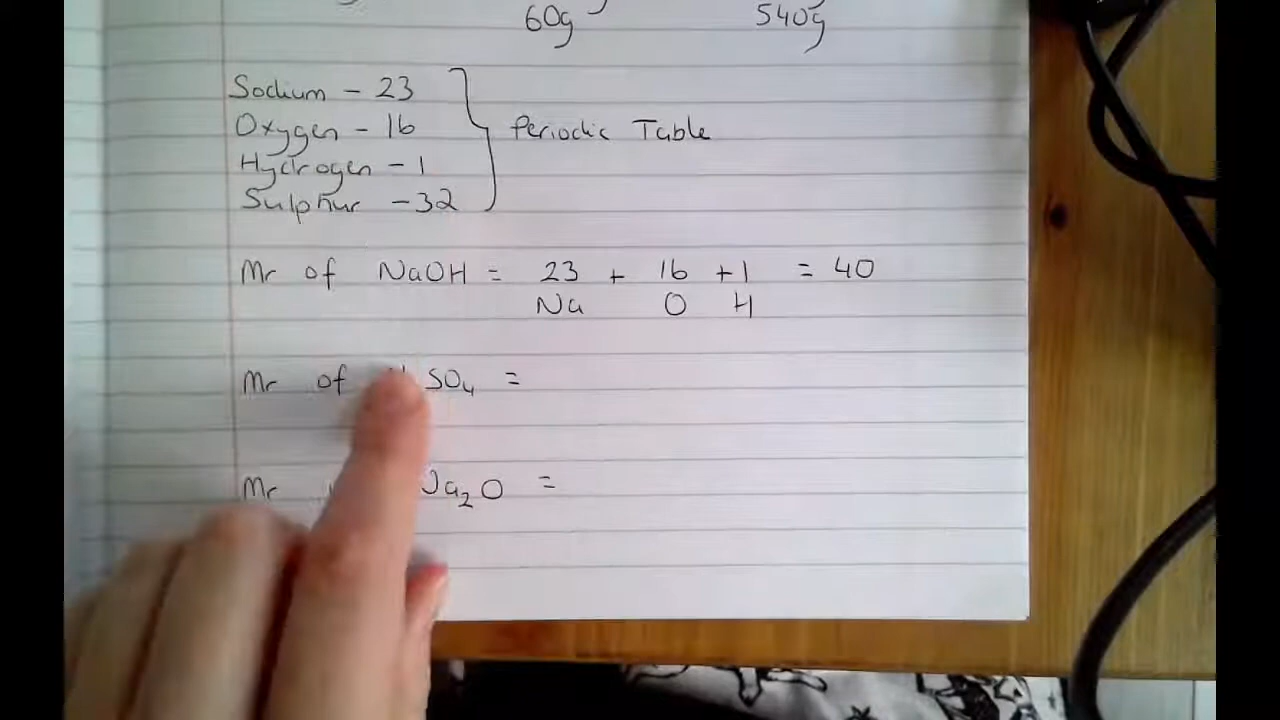 60g 540g
Sodium - 23
Oxygen - 16
Hydrogen - 1
Sulphur - 32
Periodic Table
Mr of NaOH = 23 + 16 + 1 = 40
Na O H
Mr of SO₄ =
Mr a₂O =